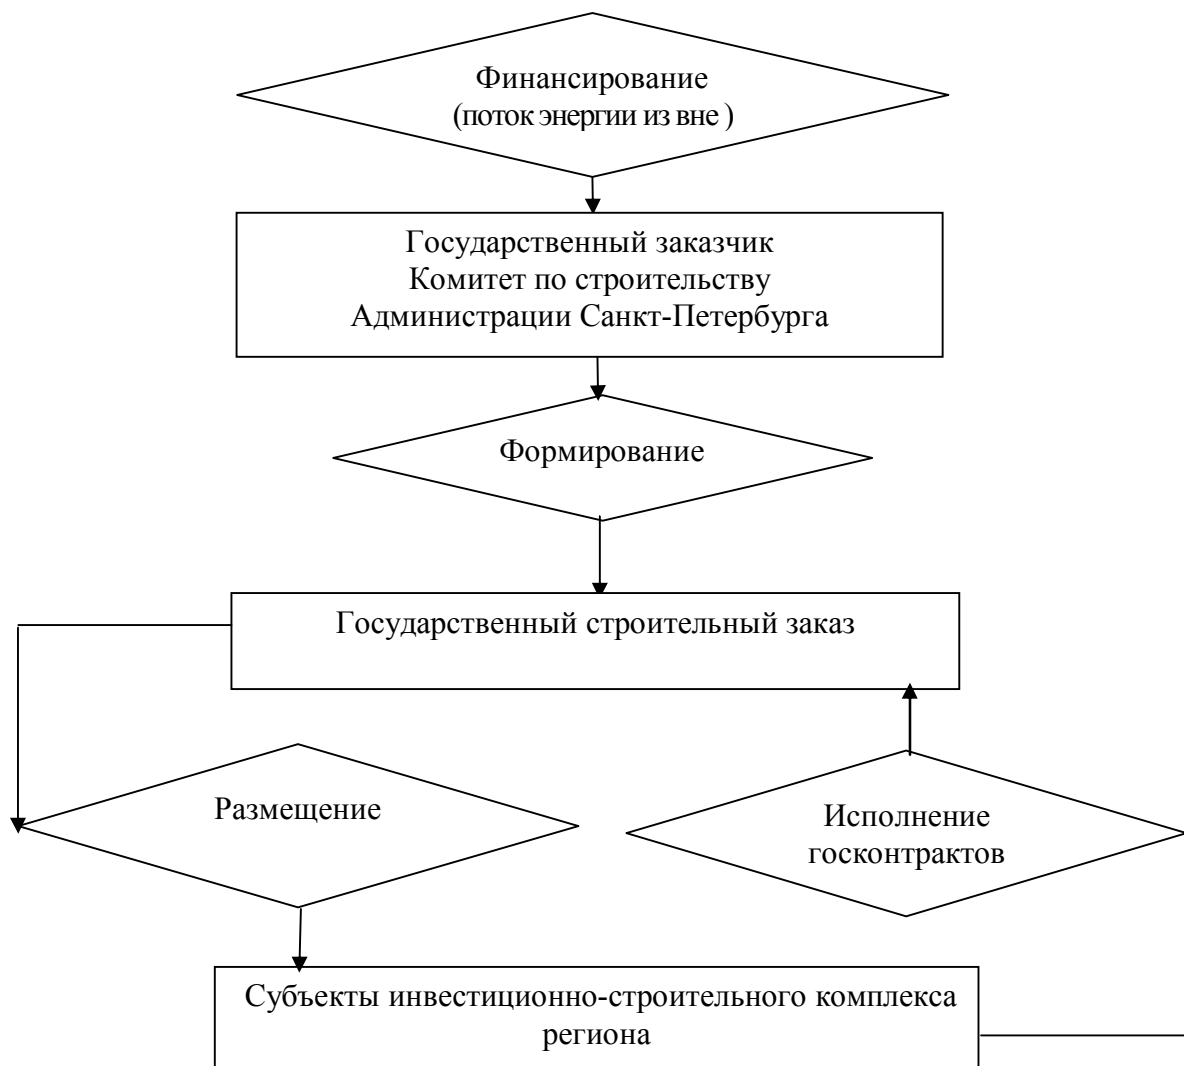 Финансирование
(поток энергии из вне )
Государственный заказчик
Комитет по строительству
Администрации Санкт-Петербурга
Формирование
Государственный строительный заказ
Размещение
Исполнение
госконтрактов
Субъекты инвестиционно-строительного комплекса
региона